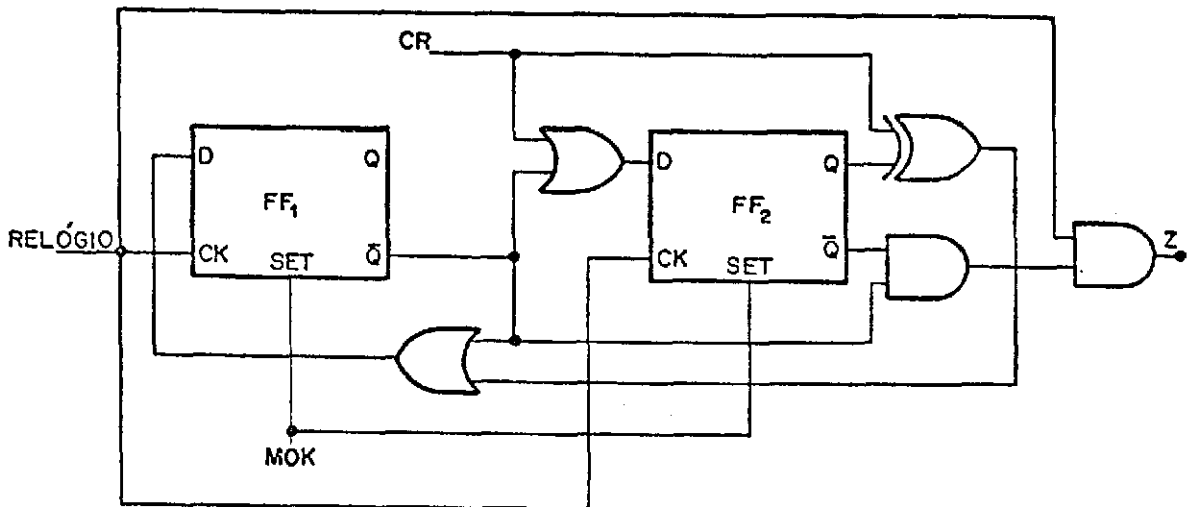 CR
D Q
FF1
CK
SET
Q̄
D Q
FF2
CK
SET
Q̄
RELÓGIO
Z
MOK